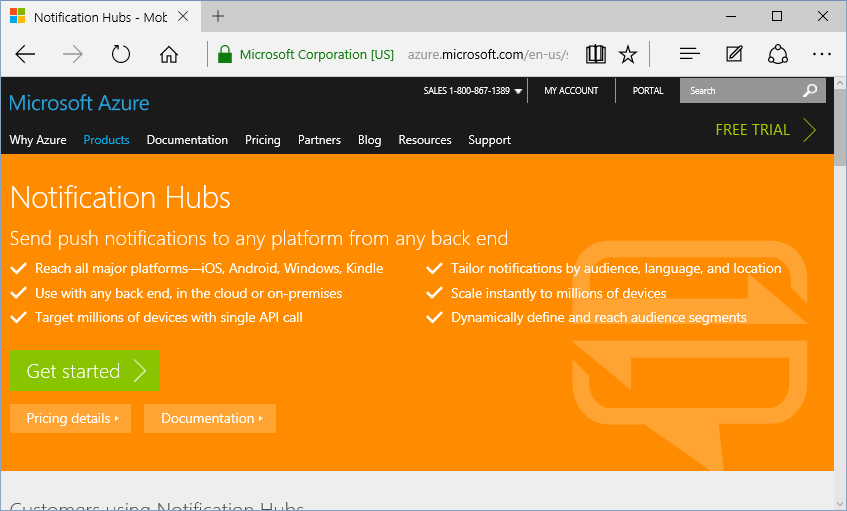 Notification Hubs - Mob
Microsoft Corporation [US] azure.microsoft.com/en-us/s
SALES 1-800-867-1389 MY ACCOUNT PORTAL Search
Microsoft Azure
FREE TRIAL
Why Azure Products Documentation Pricing Partners Blog Resources Support
Notification Hubs
Send push notifications to any platform from any back end
Reach all major platforms—iOS, Android, Windows, Kindle
Use with any back end, in the cloud or on-premises
Target millions of devices with single API call
Tailor notifications by audience, language, and location
Scale instantly to millions of devices
Dynamically define and reach audience segments
Get started
Pricing details
Documentation
Customers using Notification Hubs